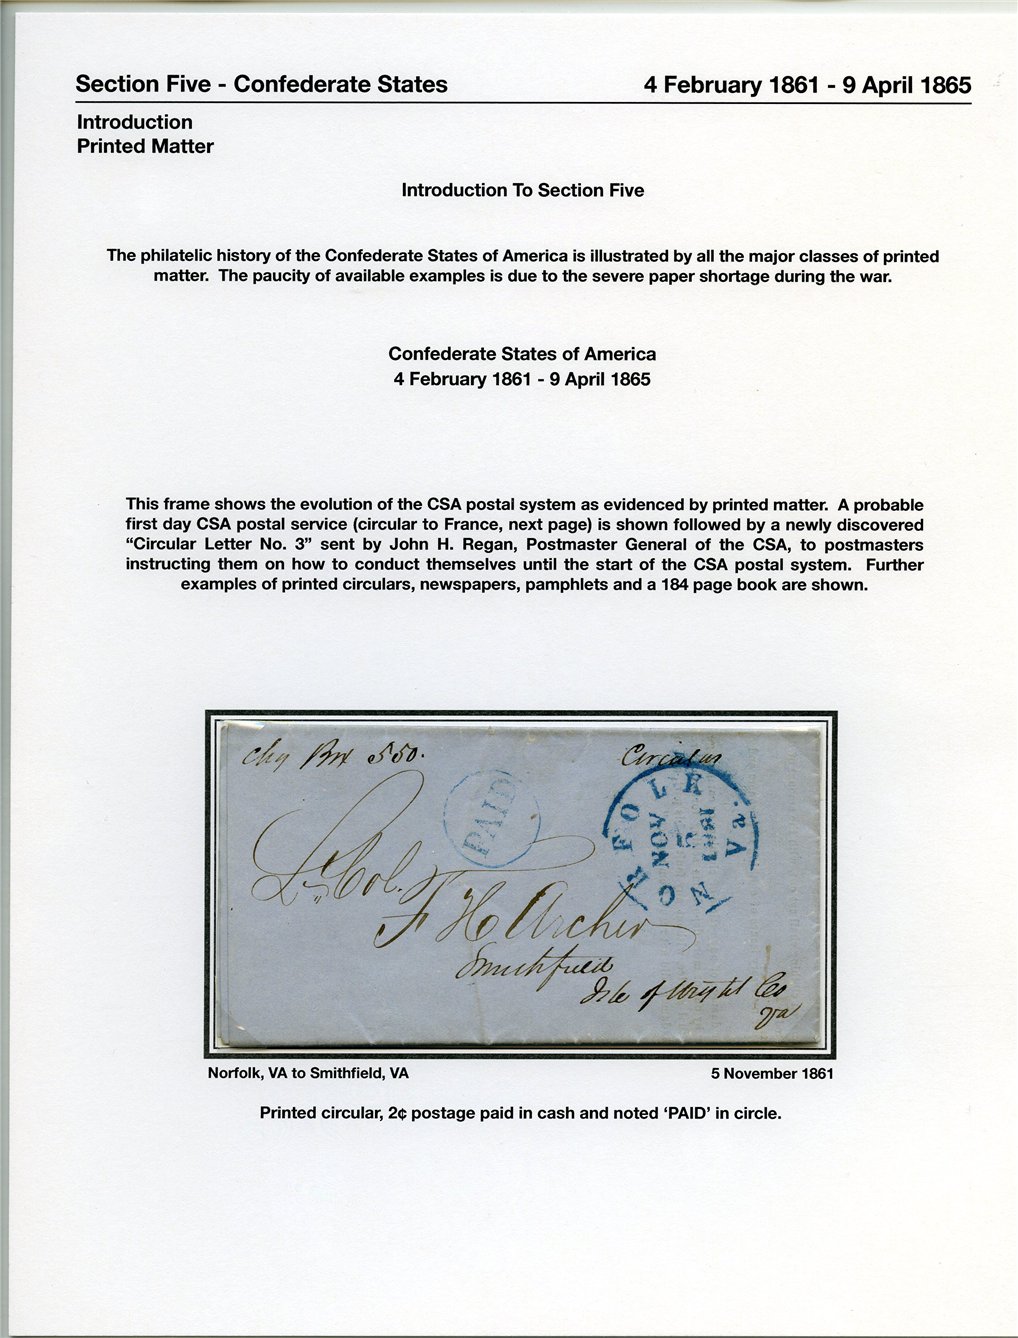 Section Five - Confederate States 4 February 1861 - 9 April 1865
Introduction
Printed Matter
Introduction To Section Five
The philatelic history of the Confederate States of America is illustrated by all the major classes of printed
matter. The paucity of available examples is due to the severe paper shortage during the war.
Confederate States of America
4 February 1861 - 9 April 1865
This frame shows the evolution of the CSA postal system as evidenced by printed matter. A probable
first day CSA postal service (circular to France, next page) is shown followed by a newly discovered
“Circular Letter No. 3” sent by John H. Regan, Postmaster General of the CSA, to postmasters
instructing them on how to conduct themselves until the start of the CSA postal system. Further
examples of printed circulars, newspapers, pamphlets and a 184 page book are shown.
chg Box 550.
Circular
PAID
NORFOLK Va.
NOV
5
1861
Lt Col. F H Archer
Smithfield
Isle of Wright Co
Va
Norfolk, VA to Smithfield, VA 5 November 1861
Printed circular, 2¢ postage paid in cash and noted ‘PAID’ in circle.